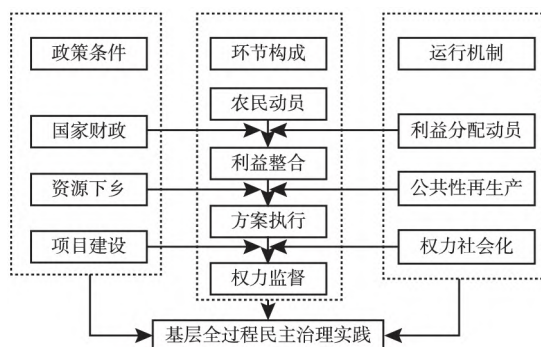 政策条件
环节构成
运行机制
农民动员
国家财政
利益分配动员
利益整合
资源下乡
公共性再生产
方案执行
项目建设
权力社会化
权力监督
基层全过程民主治理实践